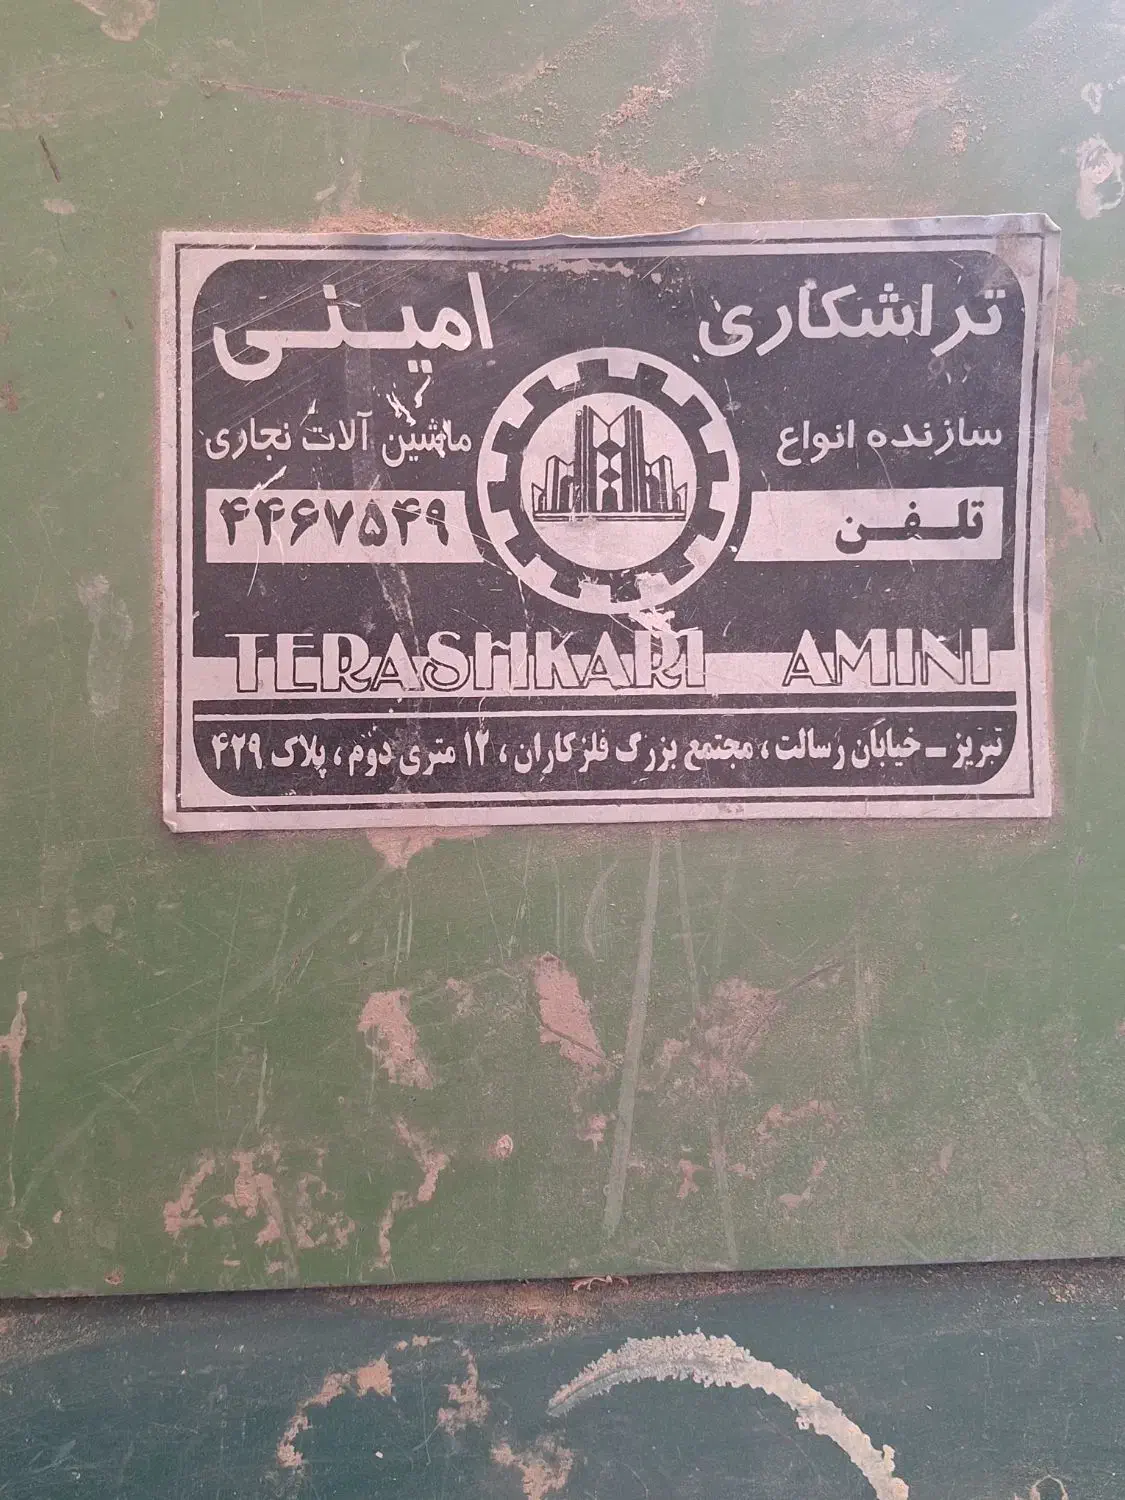 تراشکاری امینی
سازنده انواع ماشین آلات نجاری
تلفن ۴۴۶۷۵۴۹
TERASHKARI AMINI
تبریز - خیابان رسالت ، مجتمع بزرگ فلزکاران ، ۱۲ متری دوم ، پلاک ۴۲۹